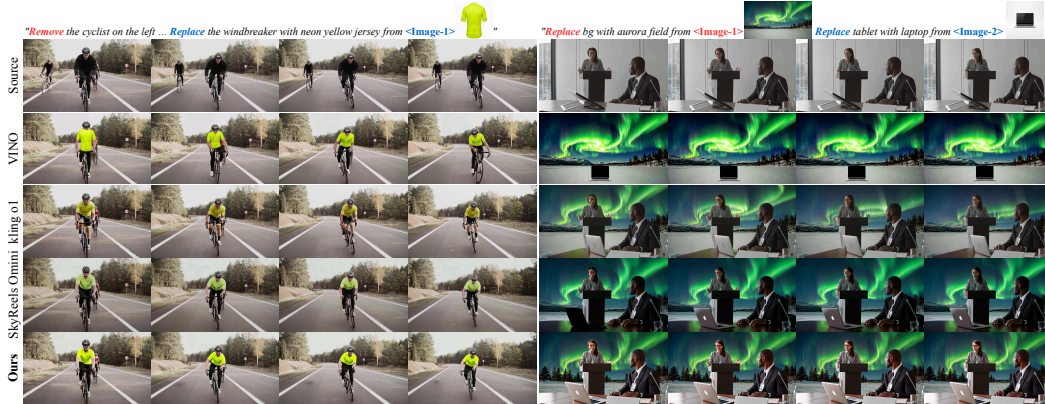 "Remove the cyclist on the left ... Replace the windbreaker with neon yellow jersey from <Image-1> "
"Replace bg with aurora field from <Image-1> Replace tablet with laptop from <Image-2>
Source
VINO
kling o1
SkyReels Omini
Ours